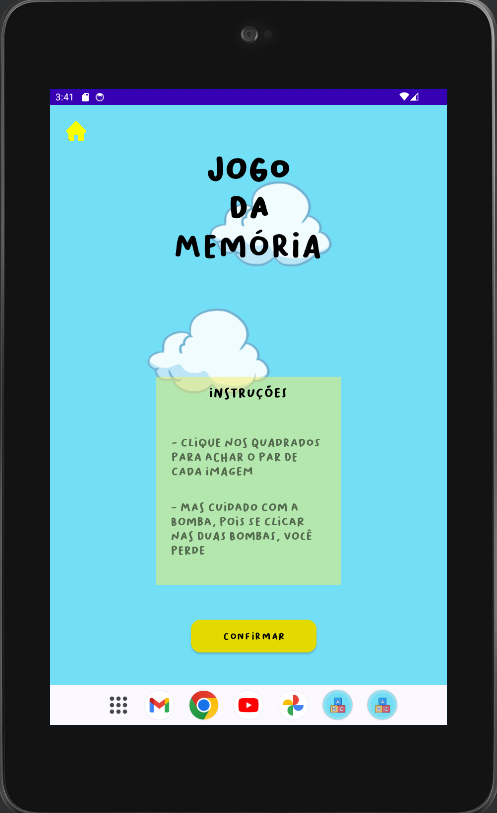 3:41
JOGO
DA
MEMÓRIA
INSTRUÇÕES
- CLIQUE NOS QUADRADOS
PARA ACHAR O PAR DE
CADA IMAGEM
- MAS CUIDADO COM A
BOMBA, POIS SE CLICAR
NAS DUAS BOMBAS, VOCÊ
PERDE
CONFIRMAR